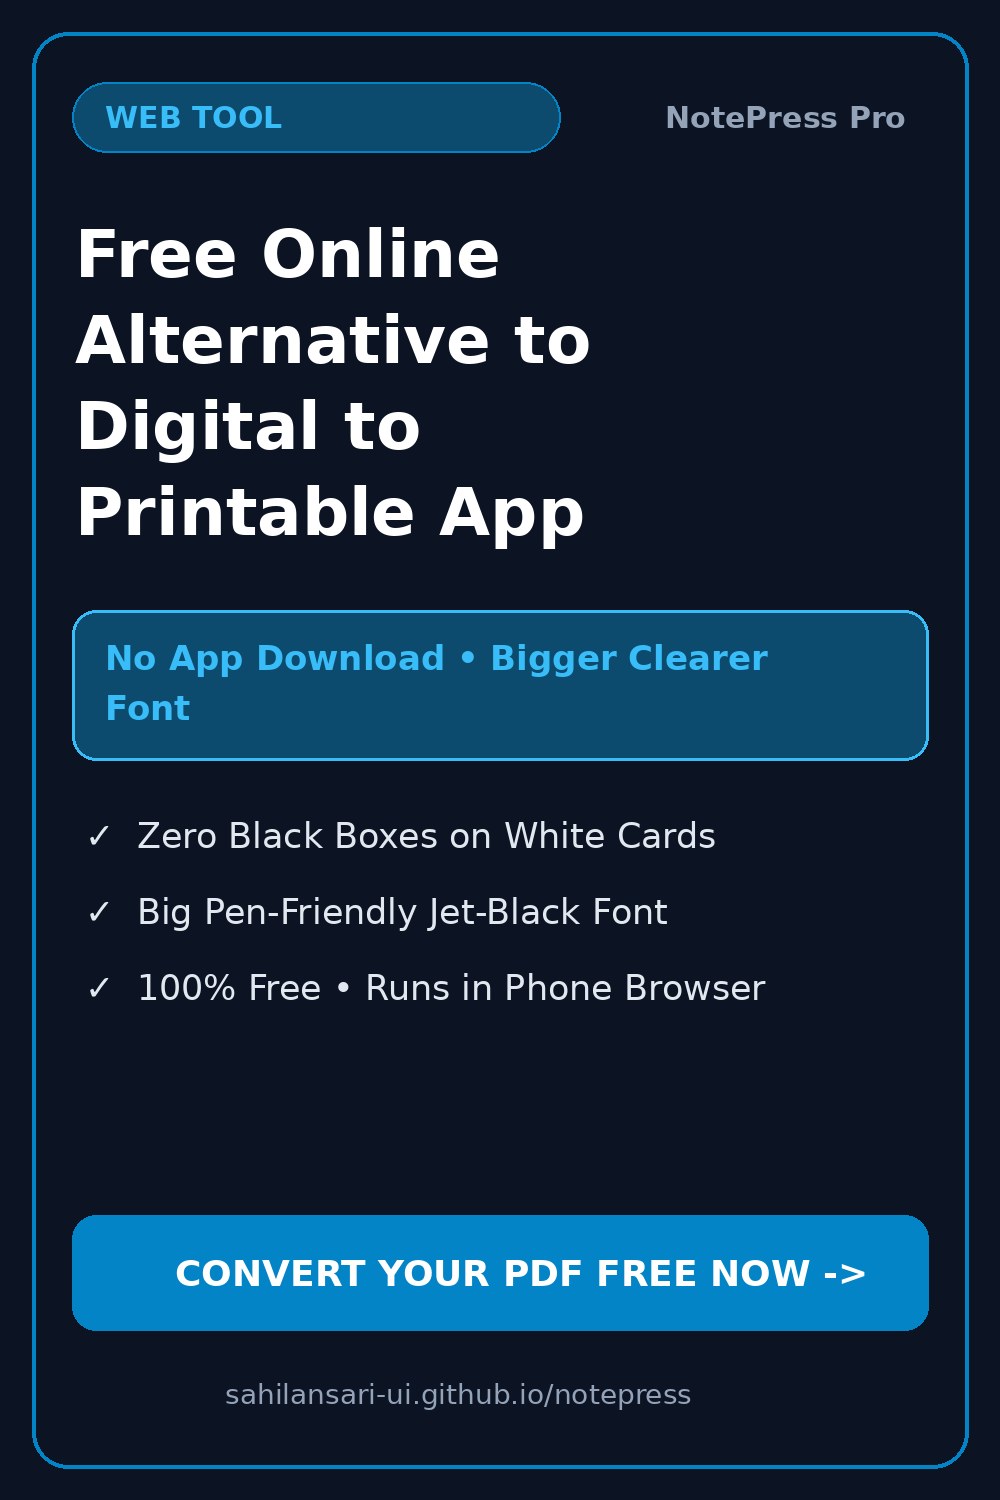 WEB TOOL
NotePress Pro
Free Online
Alternative to
Digital to
Printable App
No App Download • Bigger Clearer
Font
✓ Zero Black Boxes on White Cards
✓ Big Pen-Friendly Jet-Black Font
✓ 100% Free • Runs in Phone Browser
CONVERT YOUR PDF FREE NOW ->
sahilansari-ui.github.io/notepress